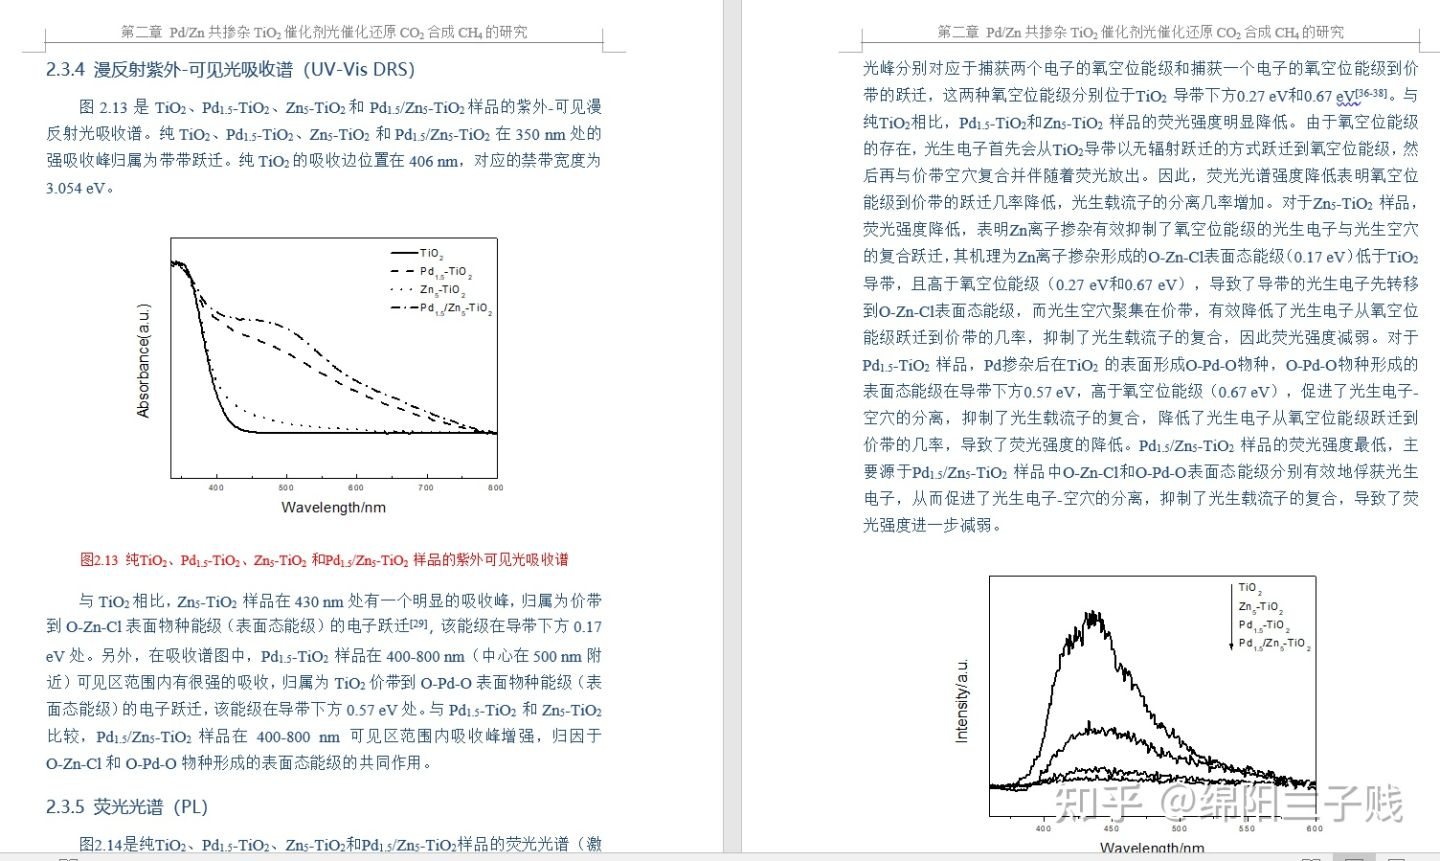 第二章 Pd/Zn 共掺杂 TiO2 催化剂光催化还原 CO2 合成 CH4 的研究
2.3.4 漫反射紫外-可见光吸收谱（UV-Vis DRS）
图 2.13 是 TiO2、Pd1.5-TiO2、Zn5-TiO2 和 Pd1.5/Zn5-TiO2 样品的紫外-可见漫
反射光吸收谱。纯 TiO2、Pd1.5-TiO2、Zn5-TiO2 和 Pd1.5/Zn5-TiO2 在 350 nm 处的
强吸收峰归属为带带跃迁。纯 TiO2 的吸收边位置在 406 nm，对应的禁带宽度为
3.054 eV。
TiO2
Pd1.5-TiO2
Zn5-TiO2
Pd1.5/Zn5-TiO2
Absorbance(a.u.)
400 500 600 700 800
Wavelength/nm
图2.13 纯TiO2、Pd1.5-TiO2、Zn5-TiO2 和Pd1.5/Zn5-TiO2 样品的紫外可见光吸收谱
与 TiO2 相比，Zn5-TiO2 样品在 430 nm 处有一个明显的吸收峰，归属为价带
到 O-Zn-Cl 表面物种能级（表面态能级）的电子跃迁[29]，该能级在导带下方 0.17
eV 处。另外，在吸收谱图中，Pd1.5-TiO2 样品在 400-800 nm（中心在 500 nm 附
近）可见区范围内有很强的吸收，归属为 TiO2 价带到 O-Pd-O 表面物种能级（表
面态能级）的电子跃迁，该能级在导带下方 0.57 eV 处。与 Pd1.5-TiO2 和 Zn5-TiO2
比较，Pd1.5/Zn5-TiO2 样品在 400-800 nm 可见区范围内吸收峰增强，归因于
O-Zn-Cl 和 O-Pd-O 物种形成的表面态能级的共同作用。
2.3.5 荧光光谱（PL）
图2.14是纯TiO2、Pd1.5-TiO2、Zn5-TiO2和Pd1.5/Zn5-TiO2样品的荧光光谱（激
第二章 Pd/Zn 共掺杂 TiO2 催化剂光催化还原 CO2 合成 CH4 的研究
光峰分别对应于捕获两个电子的氧空位能级和捕获一个电子的氧空位能级到价
带的跃迁，这两种氧空位能级分别位于TiO2 导带下方0.27 eV和0.67 eV[36-38]。与
纯TiO2相比，Pd1.5-TiO2和Zn5-TiO2 样品的荧光强度明显降低。由于氧空位能级
的存在，光生电子首先会从TiO2导带以无辐射跃迁的方式跃迁到氧空位能级，然
后再与价带空穴复合并伴随着荧光放出。因此，荧光光谱强度降低表明氧空位
能级到价带的跃迁几率降低，光生载流子的分离几率增加。对于Zn5-TiO2 样品，
荧光强度降低，表明Zn离子掺杂有效抑制了氧空位能级的光生电子与光生空穴
的复合跃迁，其机理为Zn离子掺杂形成的O-Zn-Cl表面态能级（0.17 eV）低于TiO2
导带，且高于氧空位能级（0.27 eV和0.67 eV），导致了导带的光生电子先转移
到O-Zn-Cl表面态能级，而光生空穴聚集在价带，有效降低了光生电子从氧空位
能级跃迁到价带的几率，抑制了光生载流子的复合，因此荧光强度减弱。对于
Pd1.5-TiO2 样品，Pd掺杂后在TiO2 的表面形成O-Pd-O物种，O-Pd-O物种形成的
表面态能级在导带下方0.57 eV，高于氧空位能级（0.67 eV），促进了光生电子-
空穴的分离，抑制了光生载流子的复合，降低了光生电子从氧空位能级跃迁到
价带的几率，导致了荧光强度的降低。Pd1.5/Zn5-TiO2 样品的荧光强度最低，主
要源于Pd1.5/Zn5-TiO2 样品中O-Zn-Cl和O-Pd-O表面态能级分别有效地俘获光生
电子，从而促进了光生电子-空穴的分离，抑制了光生载流子的复合，导致了荧
光强度进一步减弱。
TiO2
Zn5-TiO2
Pd1.5-TiO2
Pd1.5/Zn5-TiO2
Intensity/a.u.
400 450 500 550 600
Wavelength/nm
知乎 @绵阳兰子贱